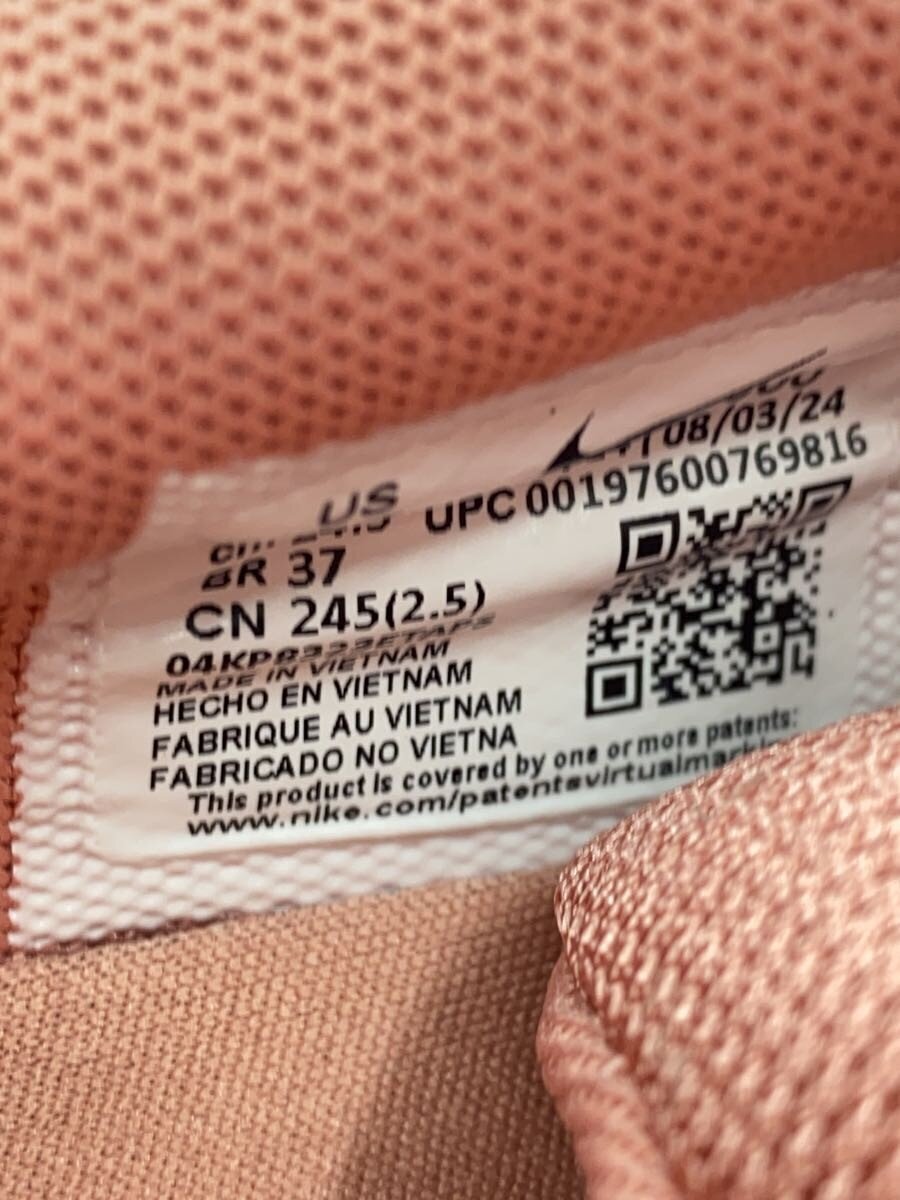 08/03/24
UPC 00197600769816
US
BR 37
CN 245(2.5)
MADE IN VIETNAM
HECHO EN VIETNAM
FABRIQUE AU VIETNAM
FABRICADO NO VIETNA
This product is covered by one or more patents:
www.nike.com/patents